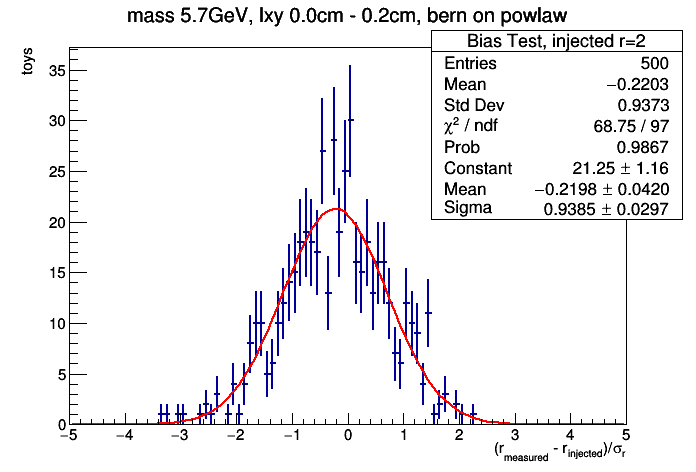 mass 5.7GeV, lxy 0.0cm - 0.2cm, bern on powlaw
toys
Bias Test, injected r=2
Entries 500
Mean −0.2203
Std Dev 0.9373
χ² / ndf 68.75 / 97
Prob 0.9867
Constant 21.25 ± 1.16
Mean −0.2198 ± 0.0420
Sigma 0.9385 ± 0.0297
35
30
25
20
15
10
5
0
−5 −4 −3 −2 −1 0 1 2 3 4 5
(r_measured - r_injected)/σ_r